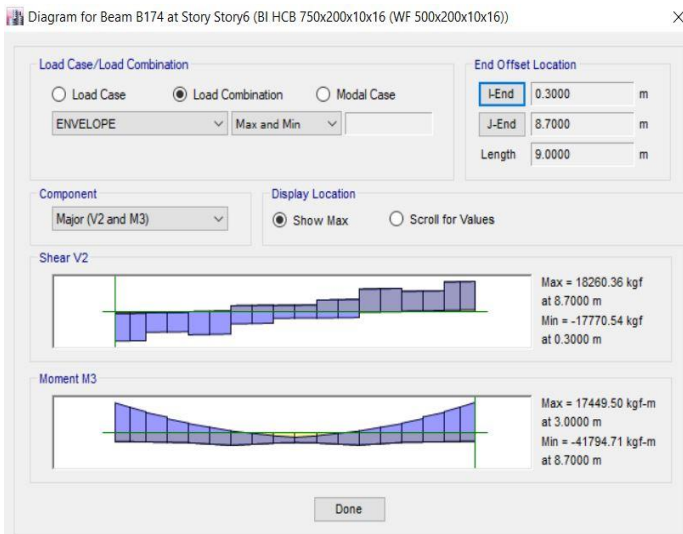 Diagram for Beam B174 at Story Story6 (BI HCB 750x200x10x16 (WF 500x200x10x16))
Load Case/Load Combination
Load Case
Load Combination
Modal Case
ENVELOPE
Max and Min
End Offset Location
I-End 0.3000 m
J-End 8.7000 m
Length 9.0000 m
Component
Major (V2 and M3)
Display Location
Show Max
Scroll for Values
Shear V2
Max = 18260.36 kgf
at 8.7000 m
Min = -17770.54 kgf
at 0.3000 m
Moment M3
Max = 17449.50 kgf-m
at 3.0000 m
Min = -41794.71 kgf-m
at 8.7000 m
Done